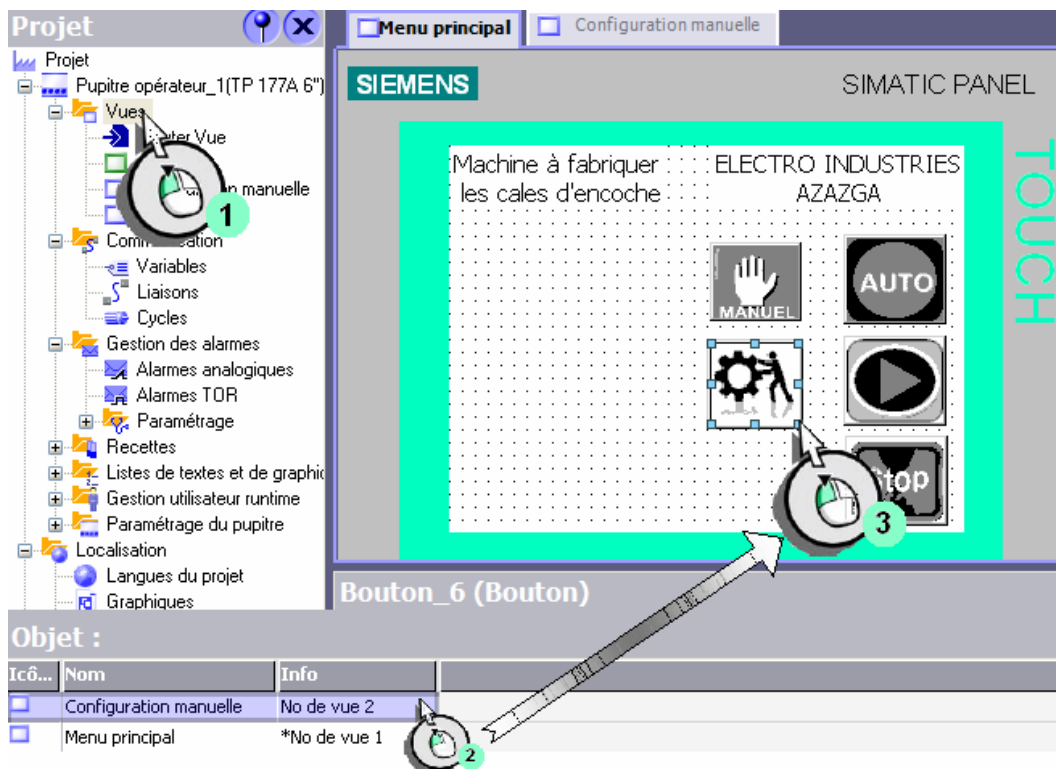 Projet
Menu principal
Configuration manuelle
Projet
Pupitre opérateur_1(TP 177A 6")
Vues
Vue
manuelle
Variables
Liaisons
Cycles
Gestion des alarmes
Alarmes analogiques
Alarmes TOR
Paramétrage
Recettes
Listes de textes et de graphic
Gestion utilisateur runtime
Paramétrage du pupitre
Localisation
Langues du projet
Graphiques
SIEMENS
SIMATIC PANEL
TOUCH
Machine à fabriquer
les cales d'encoche
ELECTRO INDUSTRIES
AZAZGA
MANUEL
AUTO
Stop
1
3
Bouton_6 (Bouton)
Objet :
Icô... Nom Info
Configuration manuelle No de vue 2
Menu principal *No de vue 1
2